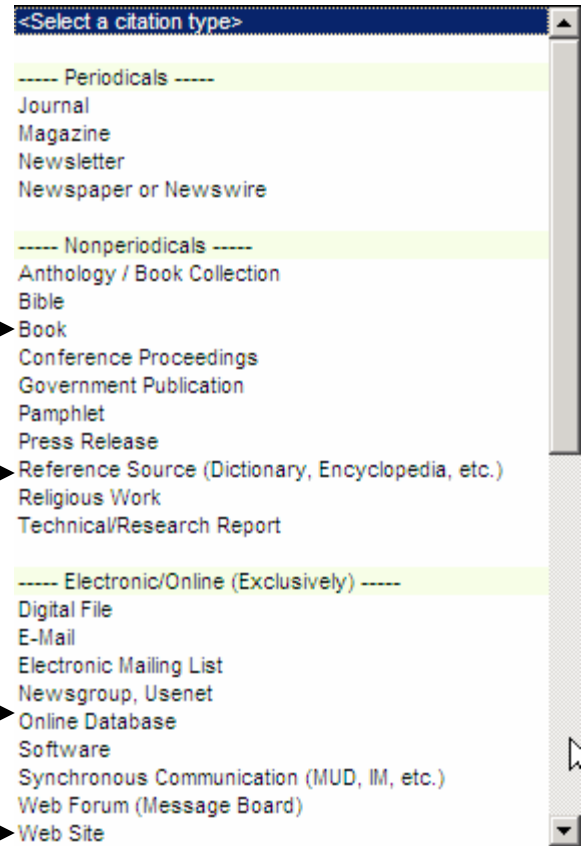 <Select a citation type>
----- Periodicals -----
Journal
Magazine
Newsletter
Newspaper or Newswire
----- Nonperiodicals -----
Anthology / Book Collection
Bible
Book
Conference Proceedings
Government Publication
Pamphlet
Press Release
Reference Source (Dictionary, Encyclopedia, etc.)
Religious Work
Technical/Research Report
----- Electronic/Online (Exclusively) -----
Digital File
E-Mail
Electronic Mailing List
Newsgroup, Usenet
Online Database
Software
Synchronous Communication (MUD, IM, etc.)
Web Forum (Message Board)
Web Site